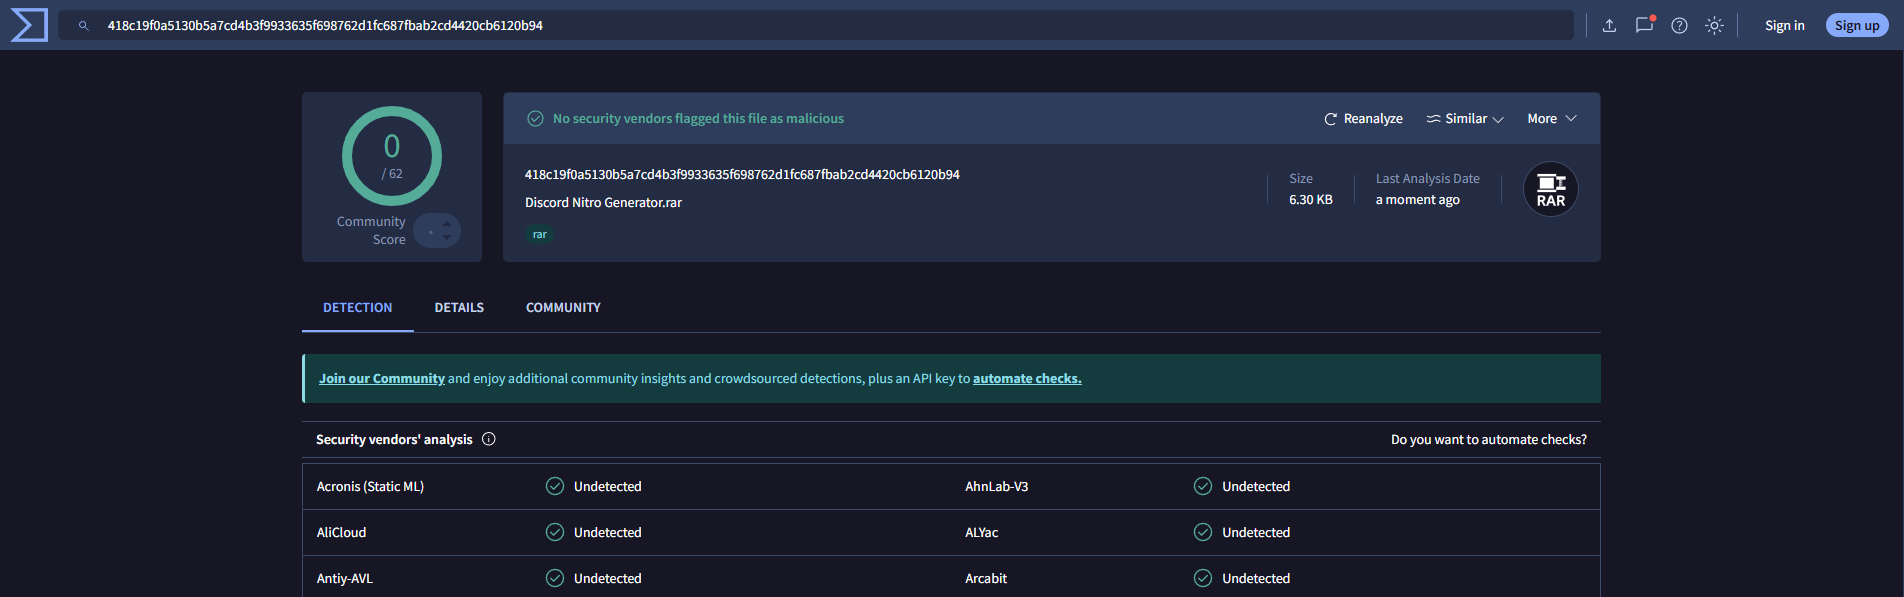 418c19f0a5130b5a7cd4b3f9933635f698762d1fc687fbab2cd4420cb6120b94
Sign in
Sign up
0
/ 62
Community
Score
No security vendors flagged this file as malicious
Reanalyze
Similar
More
418c19f0a5130b5a7cd4b3f9933635f698762d1fc687fbab2cd4420cb6120b94
Discord Nitro Generator.rar
rar
Size
6.30 KB
Last Analysis Date
a moment ago
RAR
DETECTION
DETAILS
COMMUNITY
Join our Community and enjoy additional community insights and crowdsourced detections, plus an API key to automate checks.
Security vendors' analysis
Do you want to automate checks?
Acronis (Static ML) Undetected AhnLab-V3 Undetected
AliCloud Undetected ALYac Undetected
Antiy-AVL Undetected Arcabit Undetected